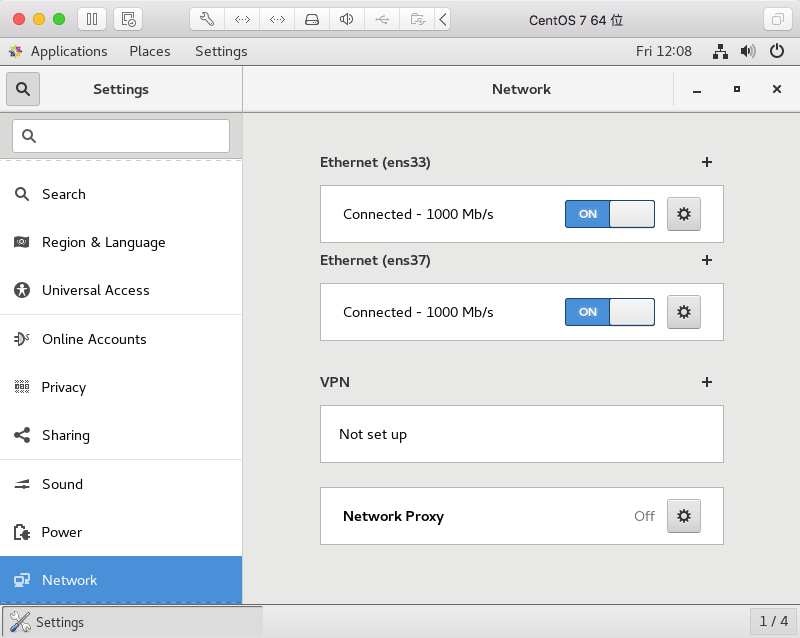 CentOS 7 64 位
Applications Places Settings Fri 12:08
Settings Network
Ethernet (ens33)
Connected - 1000 Mb/s ON
Ethernet (ens37)
Connected - 1000 Mb/s ON
VPN
Not set up
Network Proxy Off
Search
Region & Language
Universal Access
Online Accounts
Privacy
Sharing
Sound
Power
Network
Settings 1 / 4